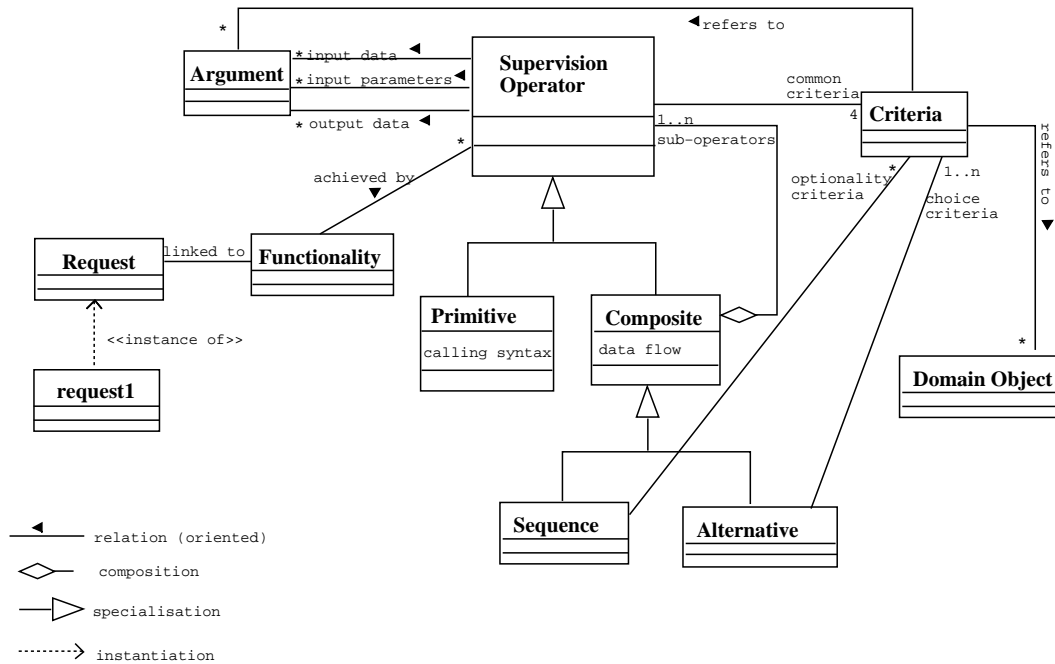 * refers to
Argument
* input data
* input parameters
* output data
Supervision
Operator
common
criteria
4
Criteria
1..n
sub-operators
*
achieved by
optionality
criteria
*
1..n
choice
criteria
refers to
*
Request
linked to
Functionality
<<instance of>>
request1
Primitive
calling syntax
Composite
data flow
Domain Object
Sequence
Alternative
relation (oriented)
composition
specialisation
instantiation